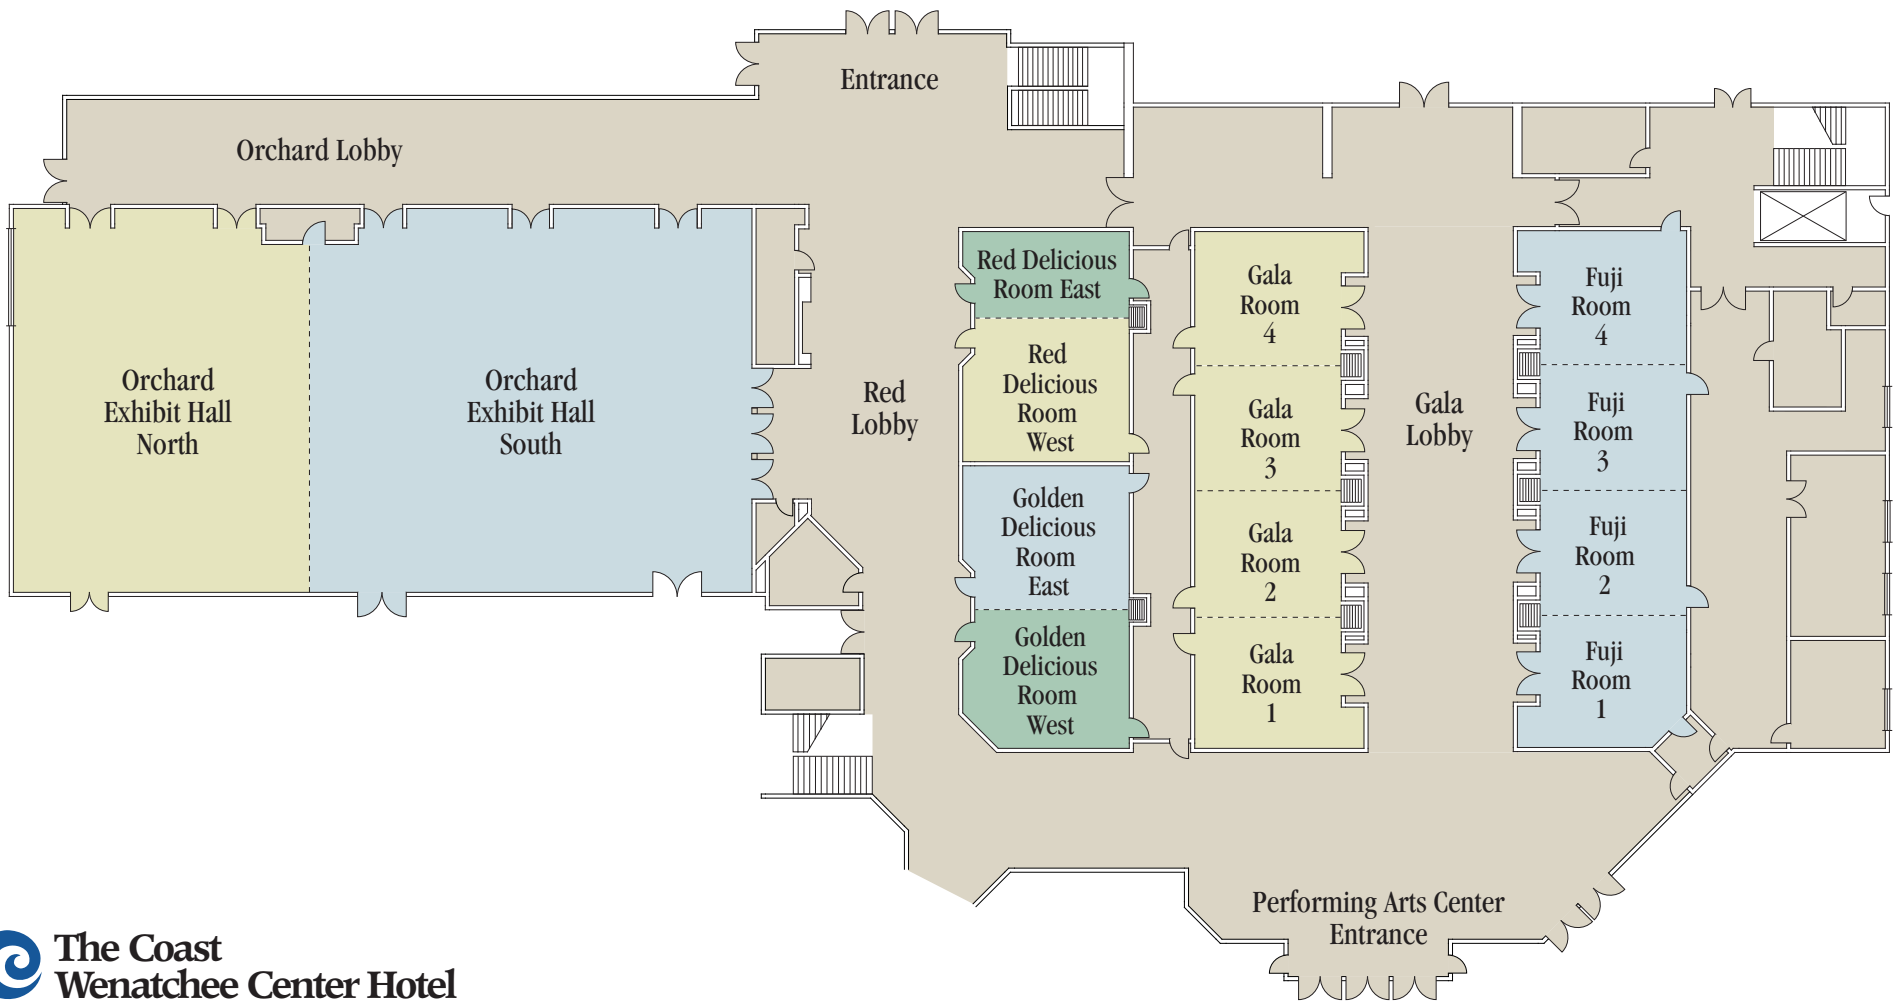 Entrance
Orchard Lobby
Orchard
Exhibit Hall
North
Orchard
Exhibit Hall
South
Red
Lobby
Red Delicious
Room East
Red
Delicious
Room
West
Golden
Delicious
Room
East
Golden
Delicious
Room
West
Gala
Room
4
Gala
Room
3
Gala
Room
2
Gala
Room
1
Gala
Lobby
Fuji
Room
4
Fuji
Room
3
Fuji
Room
2
Fuji
Room
1
Performing Arts Center
Entrance
The Coast
Wenatchee Center Hotel